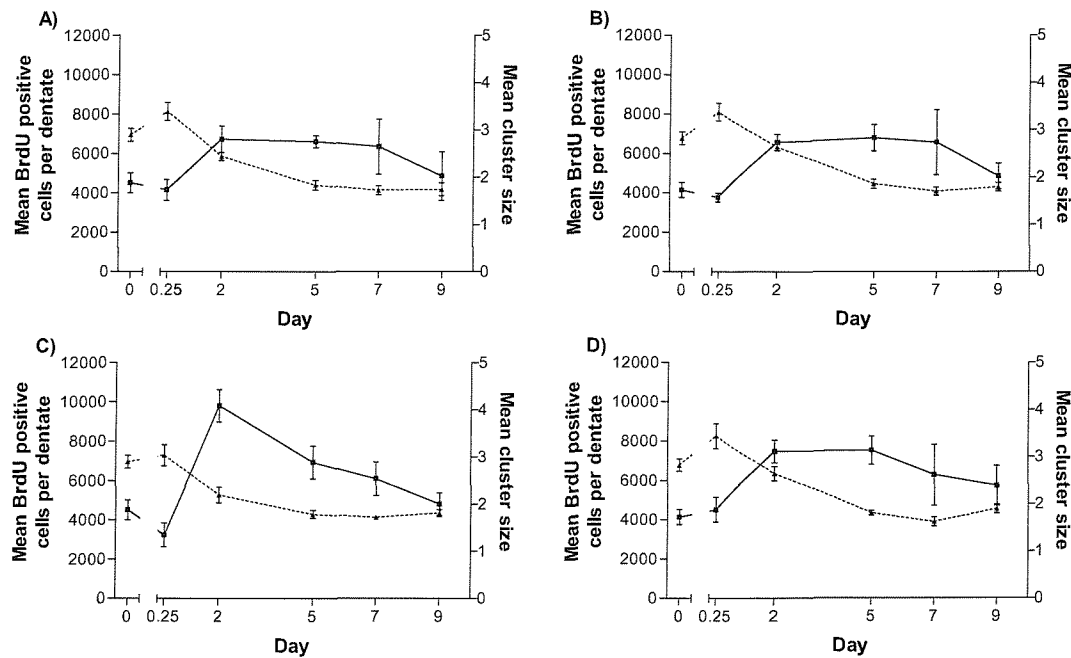 A)
12000
10000
8000
6000
4000
2000
0
Mean BrdU positive
cells per dentate
5
4
3
2
1
0
Mean cluster size
0 0.25 2 5 7 9
Day
B)
12000
10000
8000
6000
4000
2000
0
Mean BrdU positive
cells per dentate
5
4
3
2
1
0
Mean cluster size
0 0.25 2 5 7 9
Day
C)
12000
10000
8000
6000
4000
2000
0
Mean BrdU positive
cells per dentate
5
4
3
2
1
0
Mean cluster size
0 0.25 2 5 7 9
Day
D)
12000
10000
8000
6000
4000
2000
0
Mean BrdU positive
cells per dentate
5
4
3
2
1
0
Mean cluster size
0 0.25 2 5 7 9
Day